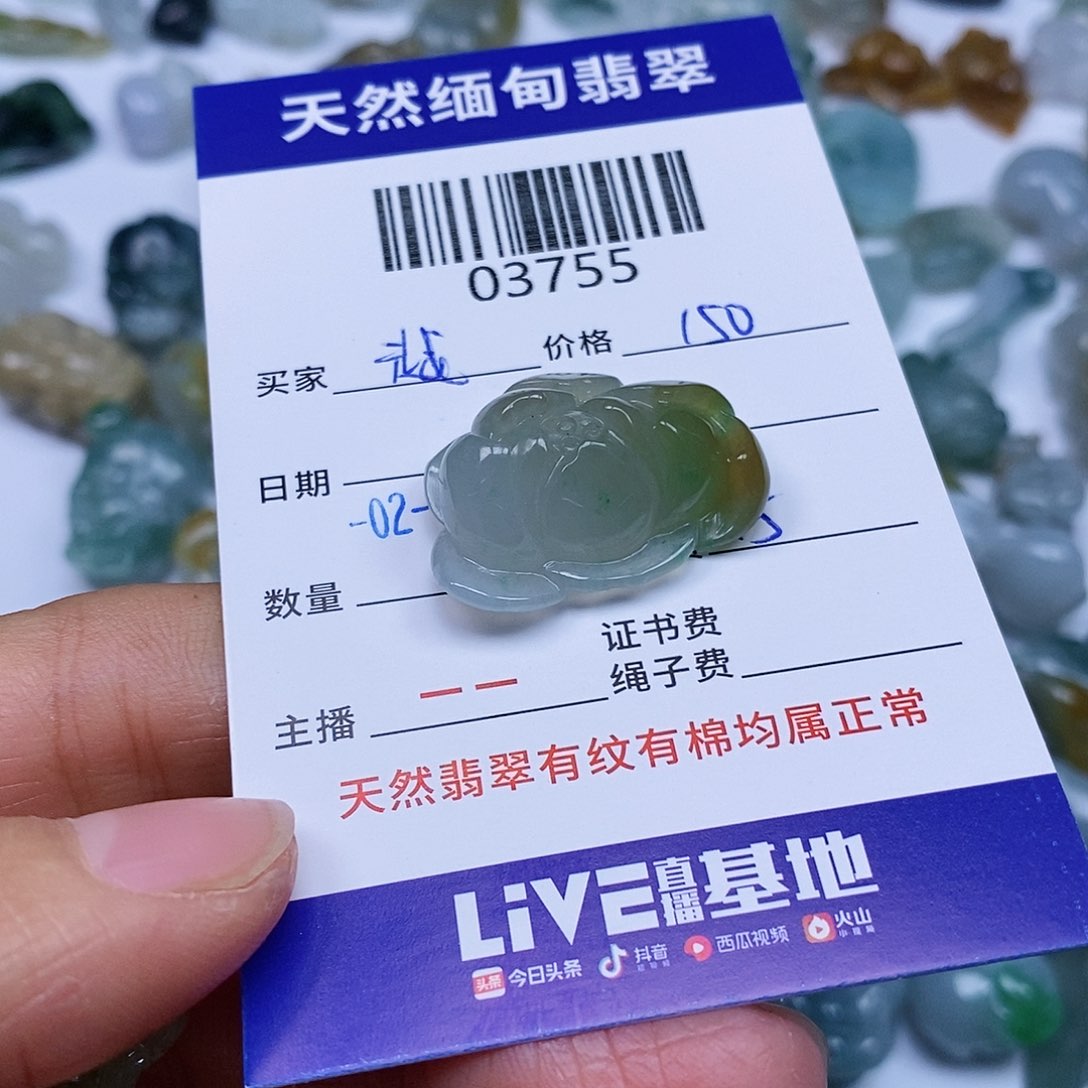 天然缅甸翡翠
03755
买家 价格 150
日期
-02-
数量
证书费
主播 -- 绳子费
天然翡翠有纹有棉均属正常
LiVE直播基地
头条 今日头条 抖音 西瓜视频 火山